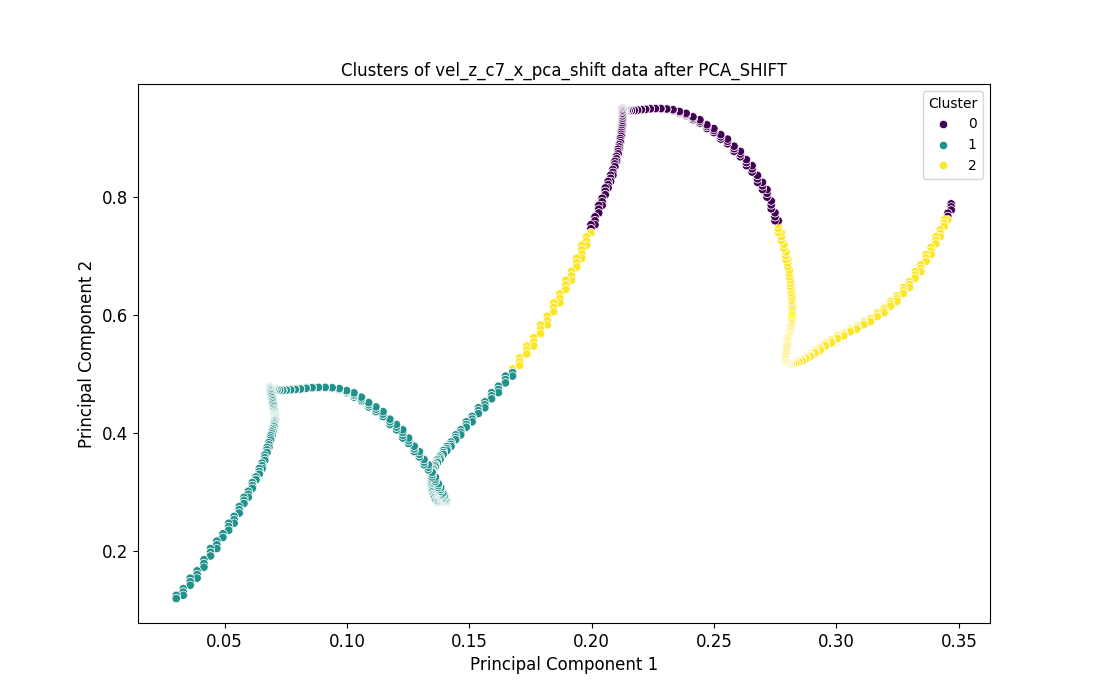 Clusters of vel_z_c7_x_pca_shift data after PCA_SHIFT
Cluster
0
1
2
Principal Component 2
0.8
0.6
0.4
0.2
0.05 0.10 0.15 0.20 0.25 0.30 0.35
Principal Component 1